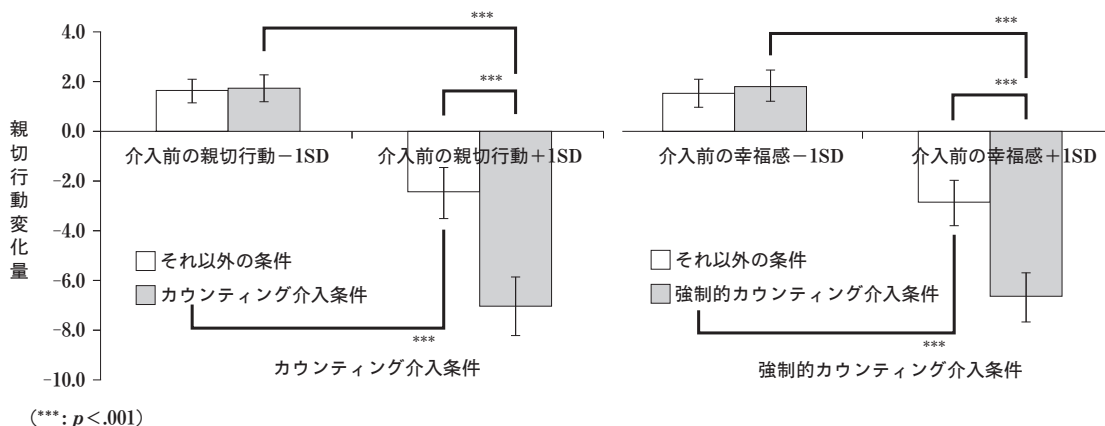 親切行動変化量
4.0
2.0
0.0
−2.0
−4.0
−6.0
−8.0
−10.0
***
***
介入前の親切行動−1SD
介入前の親切行動+1SD
それ以外の条件
カウンティング介入条件
***
カウンティング介入条件
***
***
介入前の幸福感−1SD
介入前の幸福感+1SD
それ以外の条件
強制的カウンティング介入条件
***
強制的カウンティング介入条件
(***: p<.001)